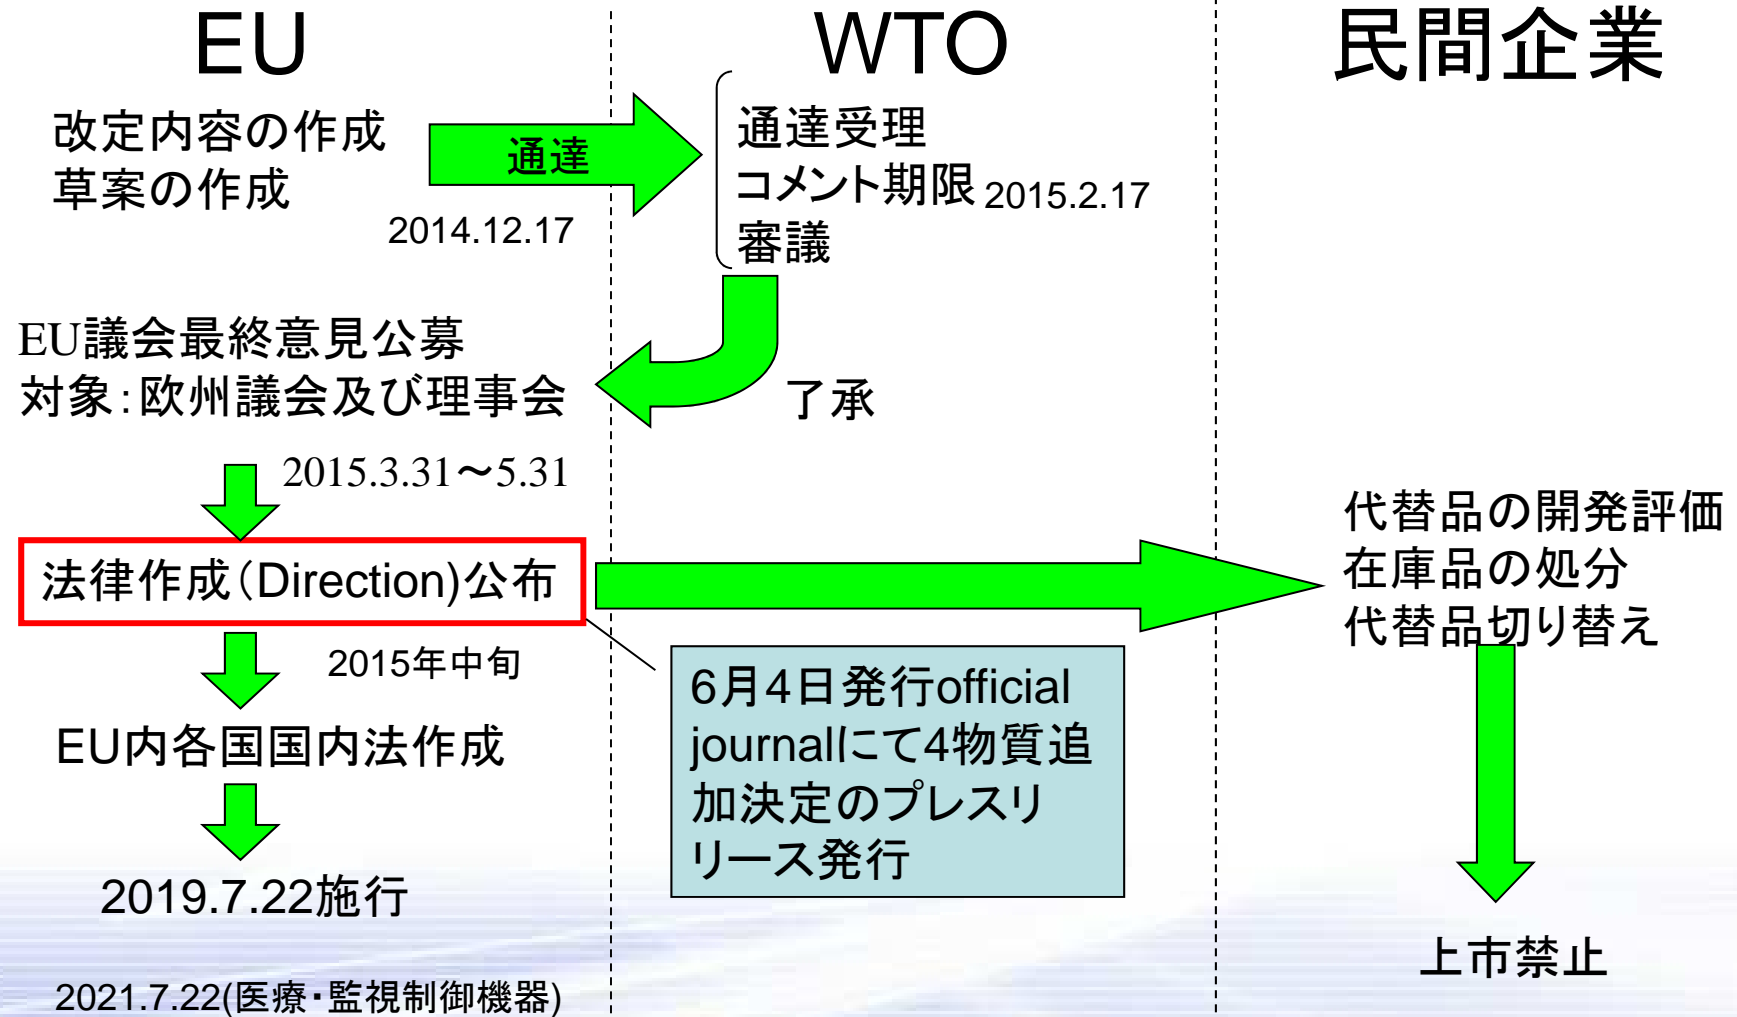 EU
WTO
民間企業
改定内容の作成
草案の作成
通達
2014.12.17
通達受理
コメント期限 2015.2.17
審議
EU議会最終意見公募
対象:欧州議会及び理事会
了承
2015.3.31～5.31
法律作成(Direction)公布
代替品の開発評価
在庫品の処分
代替品切り替え
2015年中旬
6月4日発行official
journalにて4物質追
加決定のプレスリ
リース発行
EU内各国国内法作成
2019.7.22施行
上市禁止
2021.7.22(医療・監視制御機器)